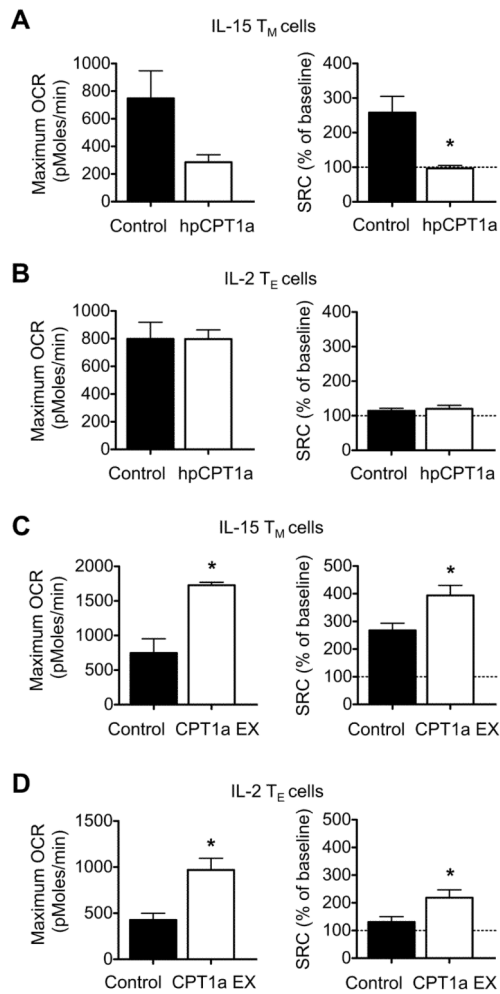 A
IL-15 TM cells
Maximum OCR
(pMoles/min)
1000
800
600
400
200
0
Control hpCPT1a
SRC (% of baseline)
400
300
200
100
0
*
Control hpCPT1a
B
IL-2 TE cells
Maximum OCR
(pMoles/min)
1000
800
600
400
200
0
Control hpCPT1a
SRC (% of baseline)
400
300
200
100
0
Control hpCPT1a
C
IL-15 TM cells
Maximum OCR
(pMoles/min)
2000
1500
1000
500
0
*
Control CPT1a EX
SRC (% of baseline)
500
400
300
200
100
0
*
Control CPT1a EX
D
IL-2 TE cells
Maximum OCR
(pMoles/min)
1500
1000
500
0
*
Control CPT1a EX
SRC (% of baseline)
500
400
300
200
100
0
*
Control CPT1a EX